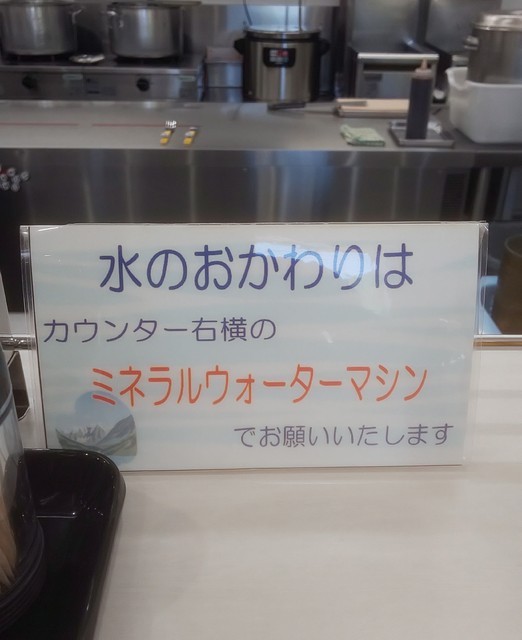 水のおかわりは
カウンター右横の
ミネラルウォーターマシン
でお願いいたします